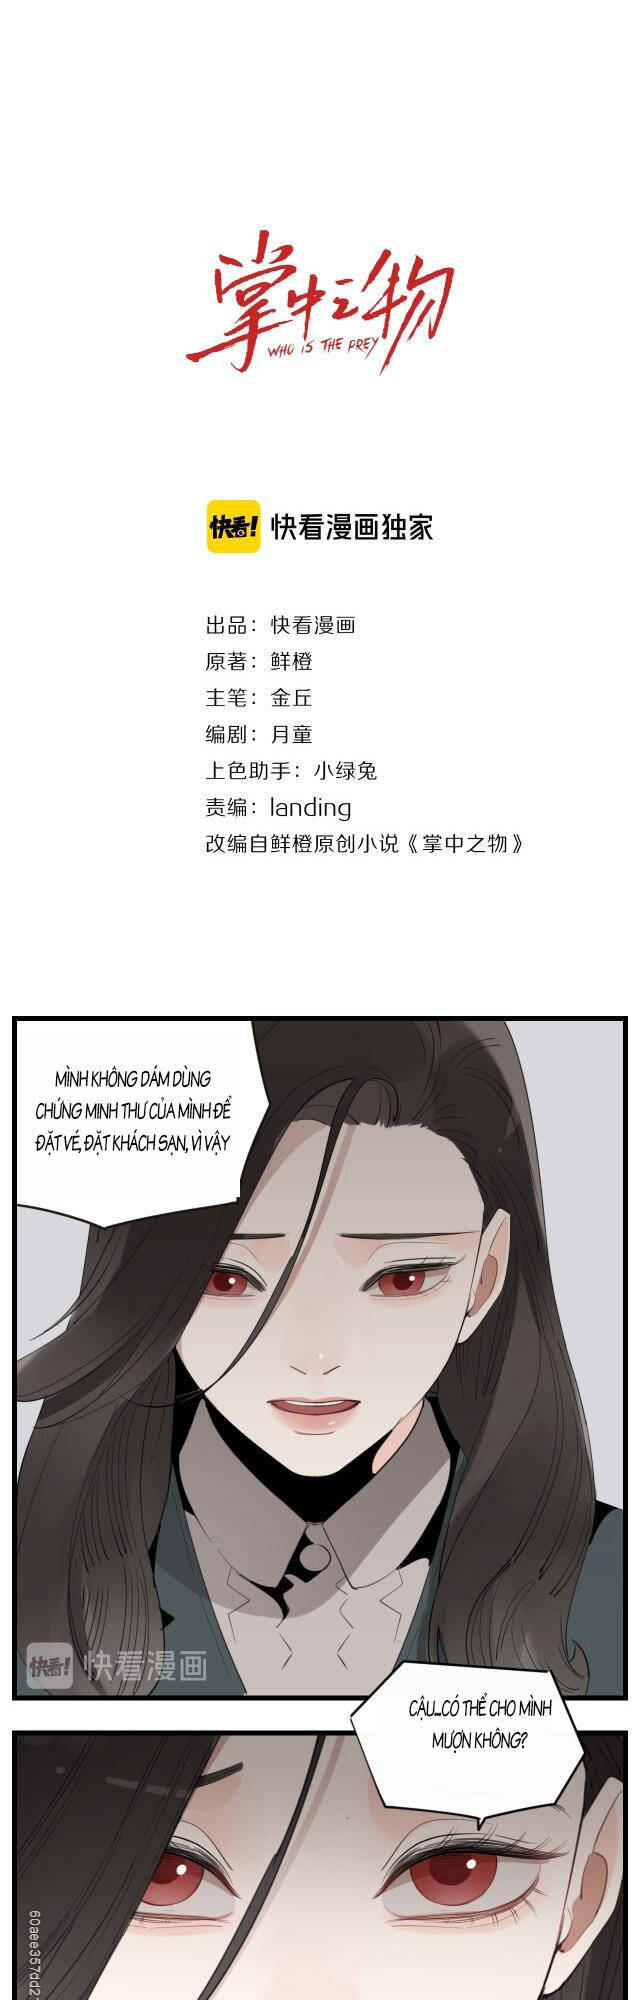 掌中之物
WHO IS THE PREY
快看! 快看漫画独家
出品：快看漫画
原著：鲜橙
主笔：金丘
编剧：月童
上色助手：小绿兔
责编：landing
改编自鲜橙原创小说《掌中之物》
MÌNH KHÔNG DÁM DÙNG
CHỨNG MINH THƯ CỦA MÌNH ĐỂ
ĐẶT VÉ, ĐẶT KHÁCH SẠN, VÌ VẬY
快看! 快看漫画
CẬU...CÓ THỂ CHO MÌNH
MƯỢN KHÔNG?
60aee357dd2